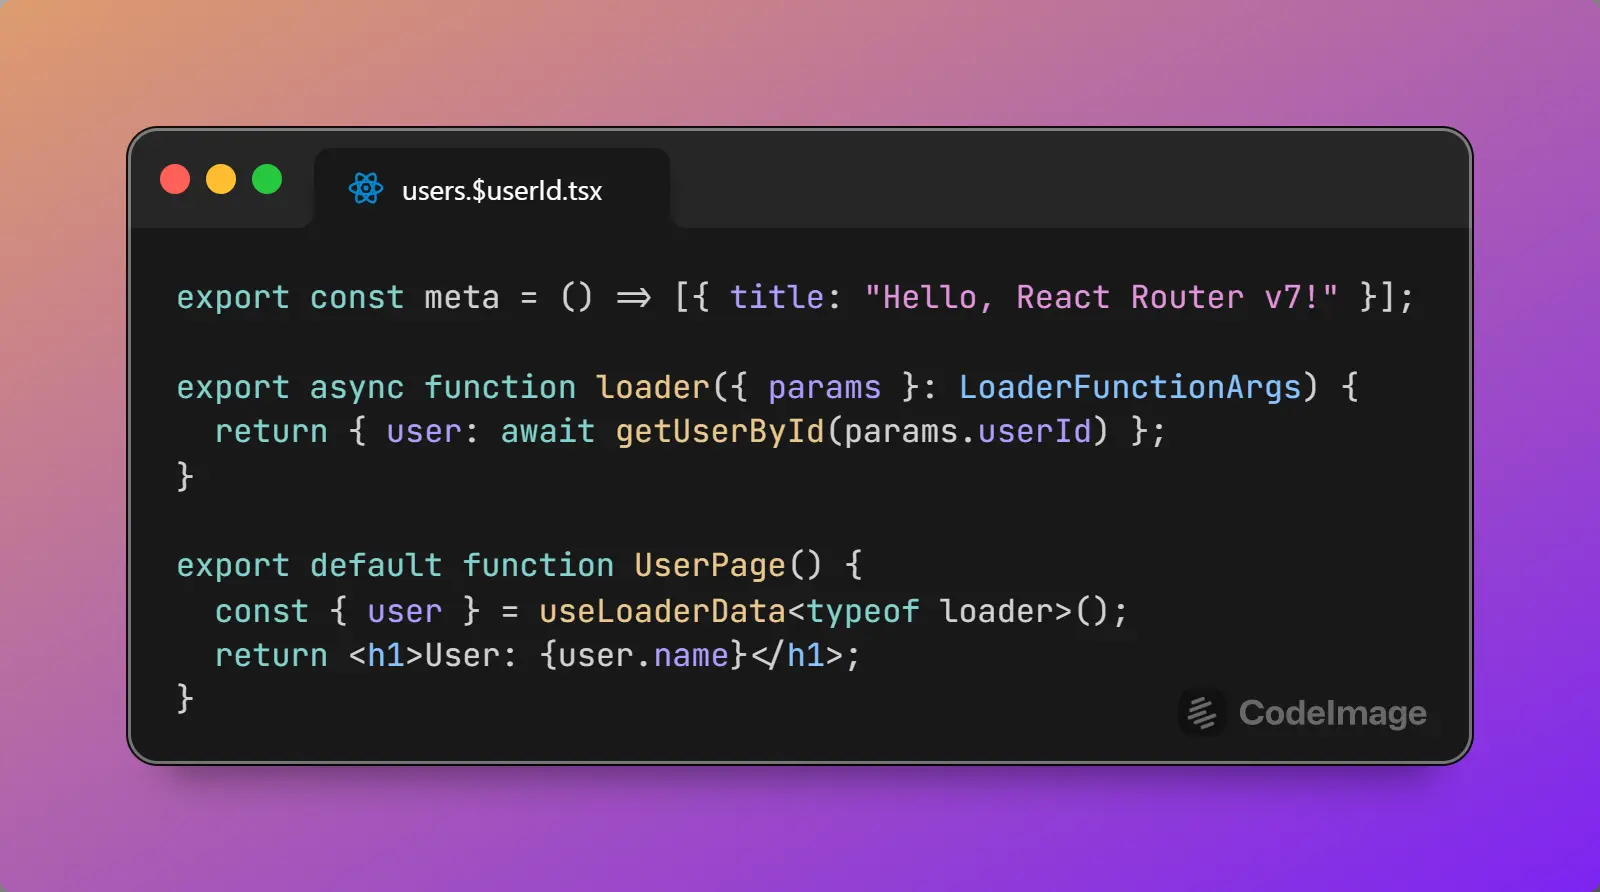 users.$userId.tsx
export const meta = () => [{ title: "Hello, React Router v7!" }];
export async function loader({ params }: LoaderFunctionArgs) {
  return { user: await getUserById(params.userId) };
}
export default function UserPage() {
  const { user } = useLoaderData<typeof loader>();
  return <h1>User: {user.name}</h1>;
}
CodeImage